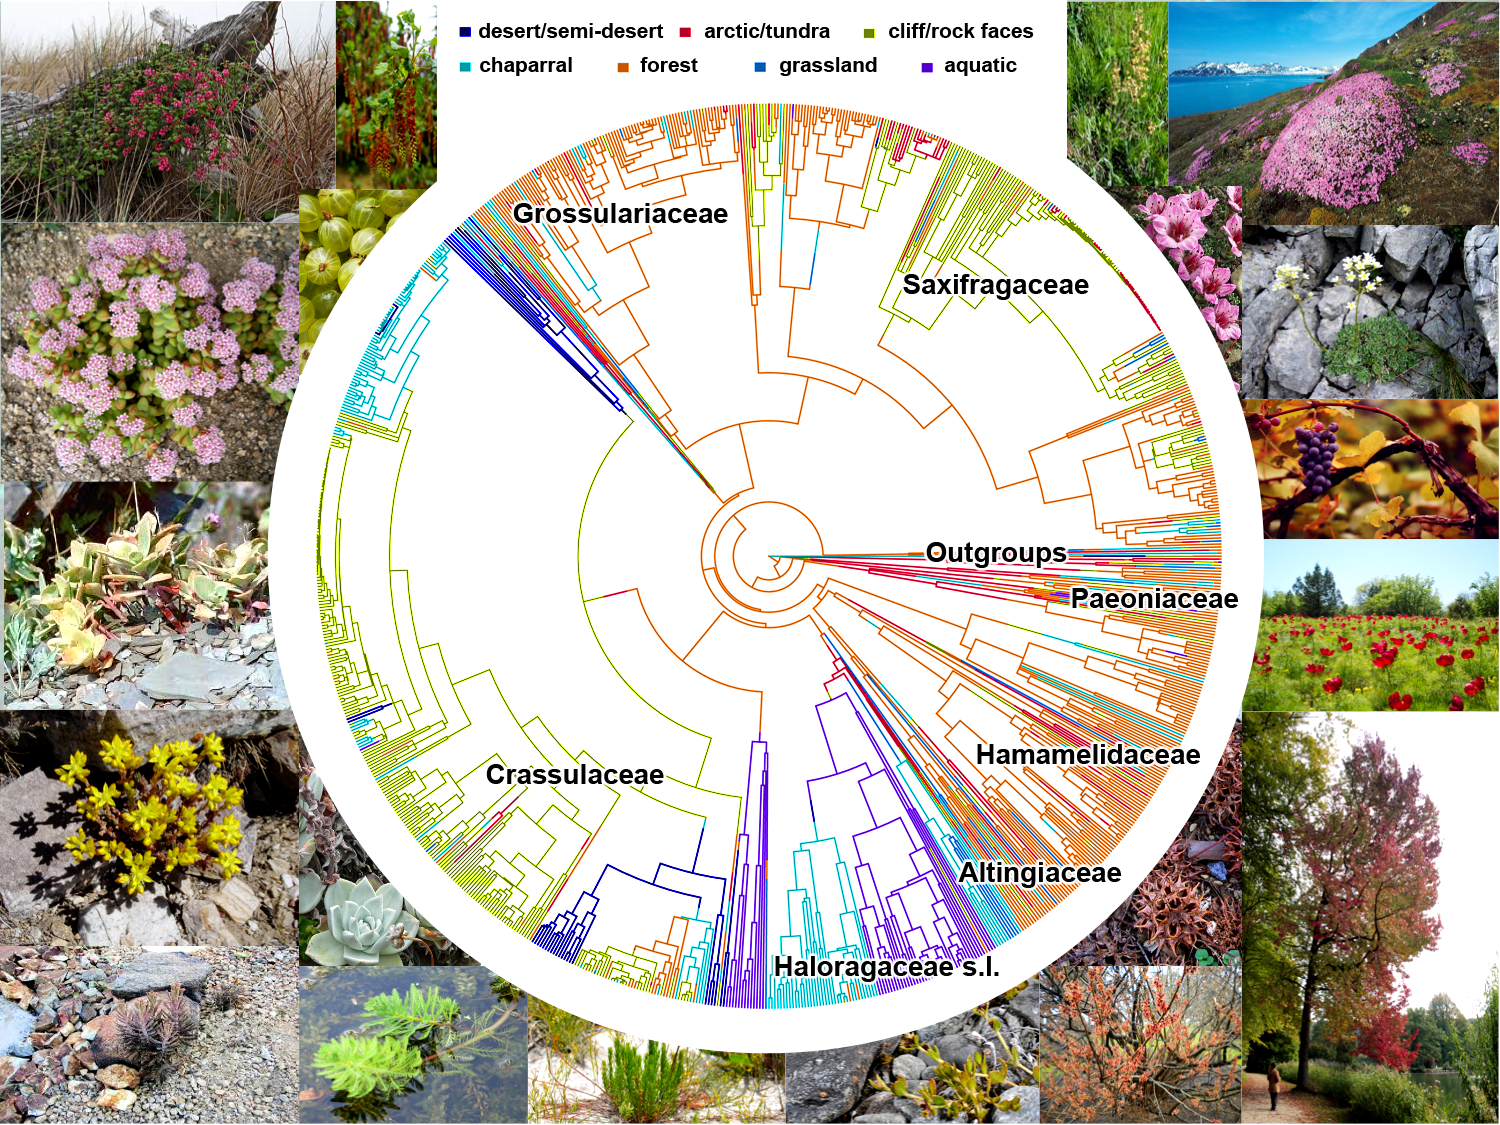 desert/semi-desert arctic/tundra cliff/rock faces
chaparral forest grassland aquatic
Grossulariaceae
Saxifragaceae
Outgroups
Paeoniaceae
Hamamelidaceae
Crassulaceae
Altingiaceae
Haloragaceae s.l.